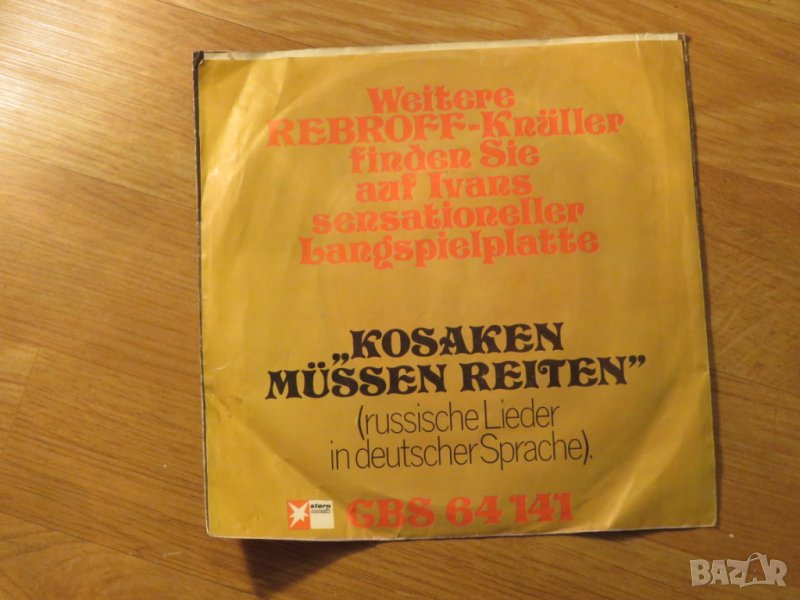 Weitere
REBROFF-Knüller
finden Sie
auf Ivans
sensationeller
Langspielplatte
„KOSAKEN
MÜSSEN REITEN”
(russische Lieder
in deutscher Sprache).
stern
CBS 64 141
BAZAR